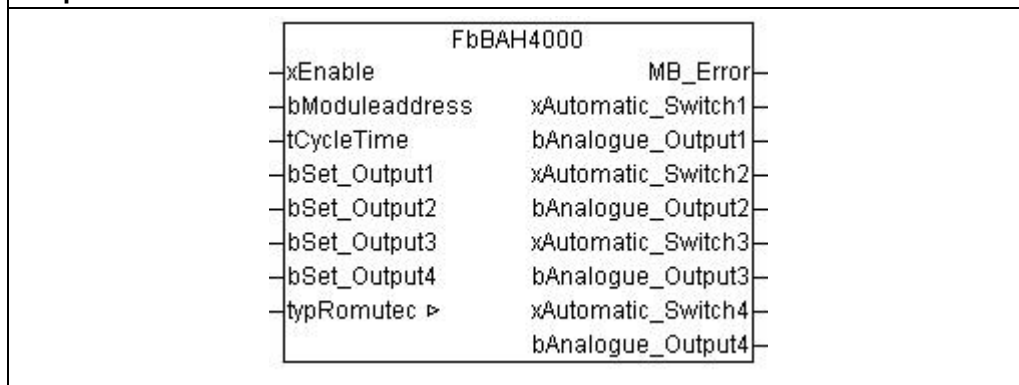 FbBAH4000
xEnable MB_Error
bModuleaddress xAutomatic_Switch1
tCycleTime bAnalogue_Output1
bSet_Output1 xAutomatic_Switch2
bSet_Output2 bAnalogue_Output2
bSet_Output3 xAutomatic_Switch3
bSet_Output4 bAnalogue_Output3
typRomutec ▹ xAutomatic_Switch4
bAnalogue_Output4